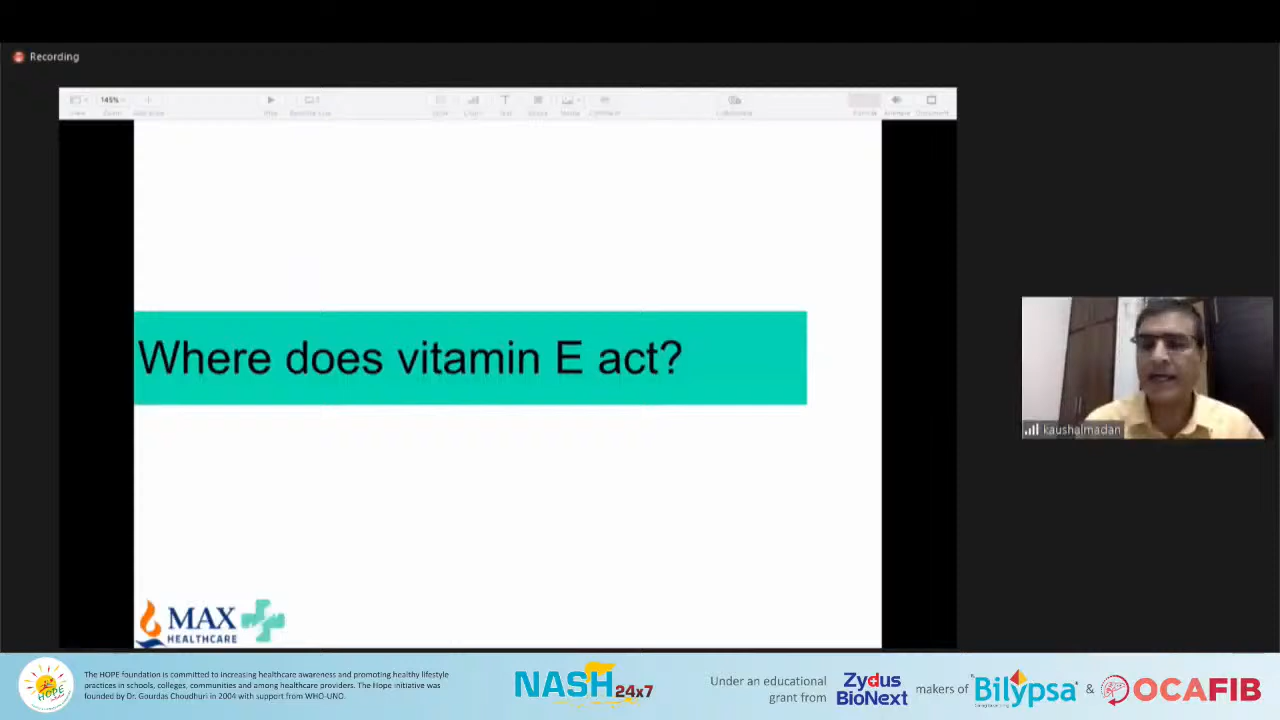 Recording
145%
Where does vitamin E act?
kaushalmadan
MAX
HEALTHCARE
HOPE
The HOPE foundation is committed to increasing healthcare awareness and promoting healthy lifestyle
practices in schools, colleges, communities and among healthcare providers. The Hope initiative was
founded by Dr. Gourdas Choudhuri in 2004 with support from WHO-UNO.
NASH 24x7
Under an educational
grant from
Zydus
BioNext
makers of
Bilypsa
&
OCAFIB